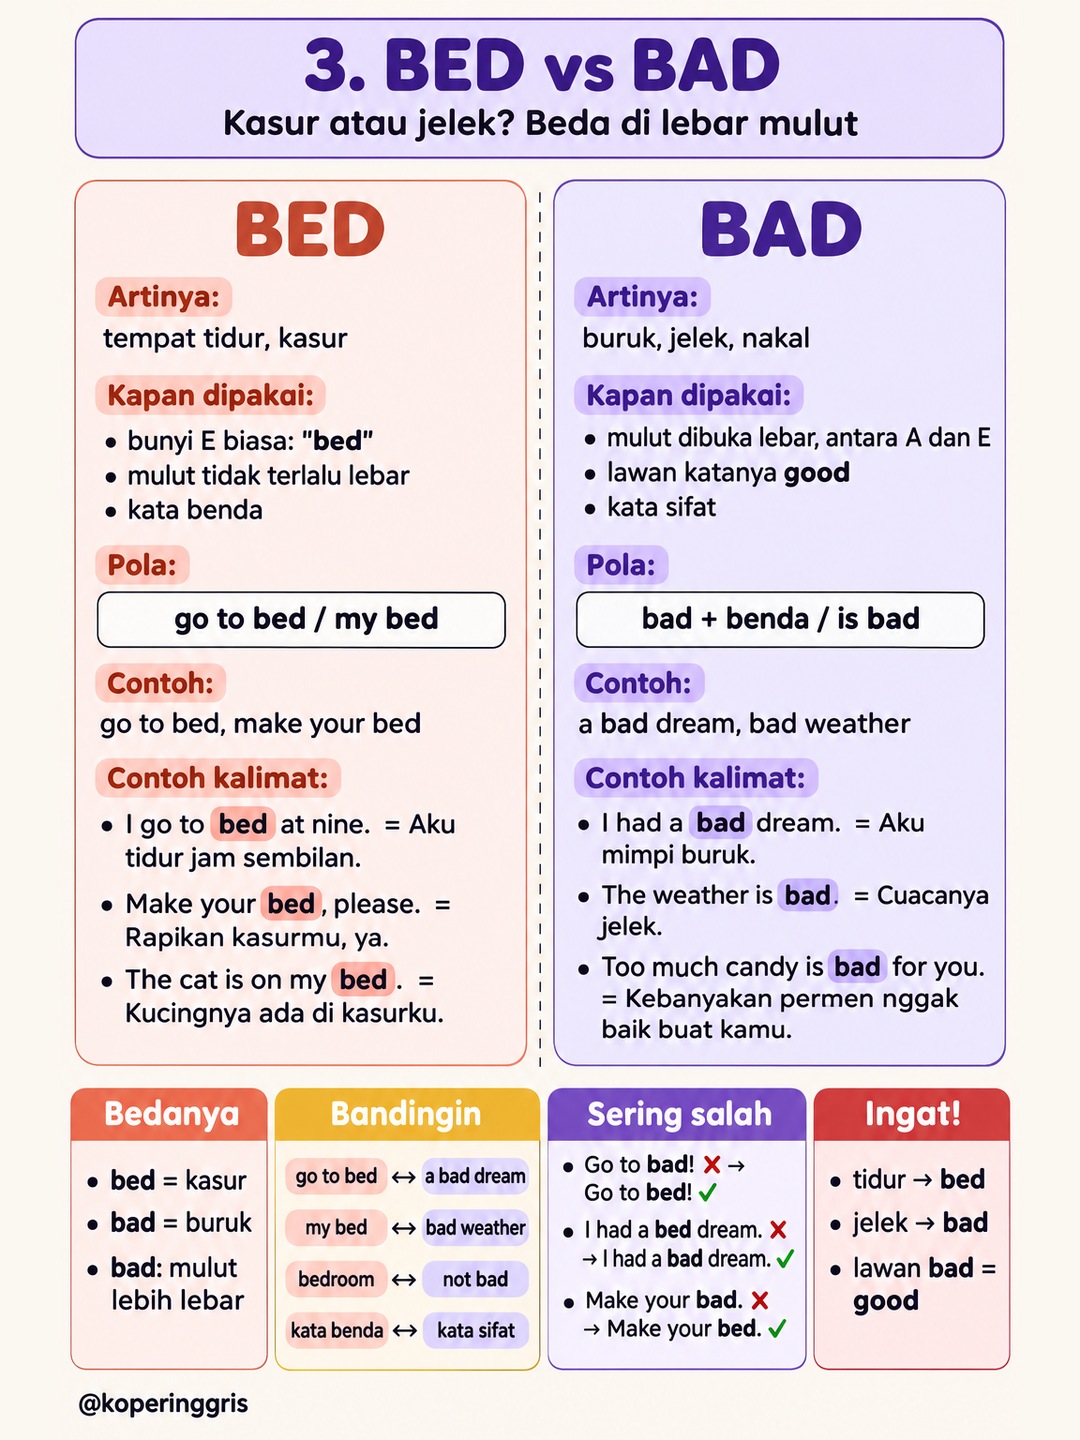 3. BED vs BAD
Kasur atau jelek? Beda di lebar mulut
BED
Artinya:
tempat tidur, kasur
Kapan dipakai:
• bunyi E biasa: "bed"
• mulut tidak terlalu lebar
• kata benda
Pola:
go to bed / my bed
Contoh:
go to bed, make your bed
Contoh kalimat:
• I go to bed at nine. = Aku
tidur jam sembilan.
• Make your bed, please. =
Rapikan kasurmu, ya.
• The cat is on my bed. =
Kucingnya ada di kasurku.
BAD
Artinya:
buruk, jelek, nakal
Kapan dipakai:
• mulut dibuka lebar, antara A dan E
• lawan katanya good
• kata sifat
Pola:
bad + benda / is bad
Contoh:
a bad dream, bad weather
Contoh kalimat:
• I had a bad dream. = Aku
mimpi buruk.
• The weather is bad. = Cuacanya
jelek.
• Too much candy is bad for you.
= Kebanyakan permen nggak
baik buat kamu.
Bedanya
• bed = kasur
• bad = buruk
• bad: mulut
lebih lebar
Bandingin
go to bed ↔ a bad dream
my bed ↔ bad weather
bedroom ↔ not bad
kata benda ↔ kata sifat
Sering salah
• Go to bad! ❌ →
Go to bed! ✓
• I had a bed dream. ❌
→ I had a bad dream. ✓
• Make your bad. ❌
→ Make your bed. ✓
Ingat!
• tidur → bed
• jelek → bad
• lawan bad =
good
@koperinggris